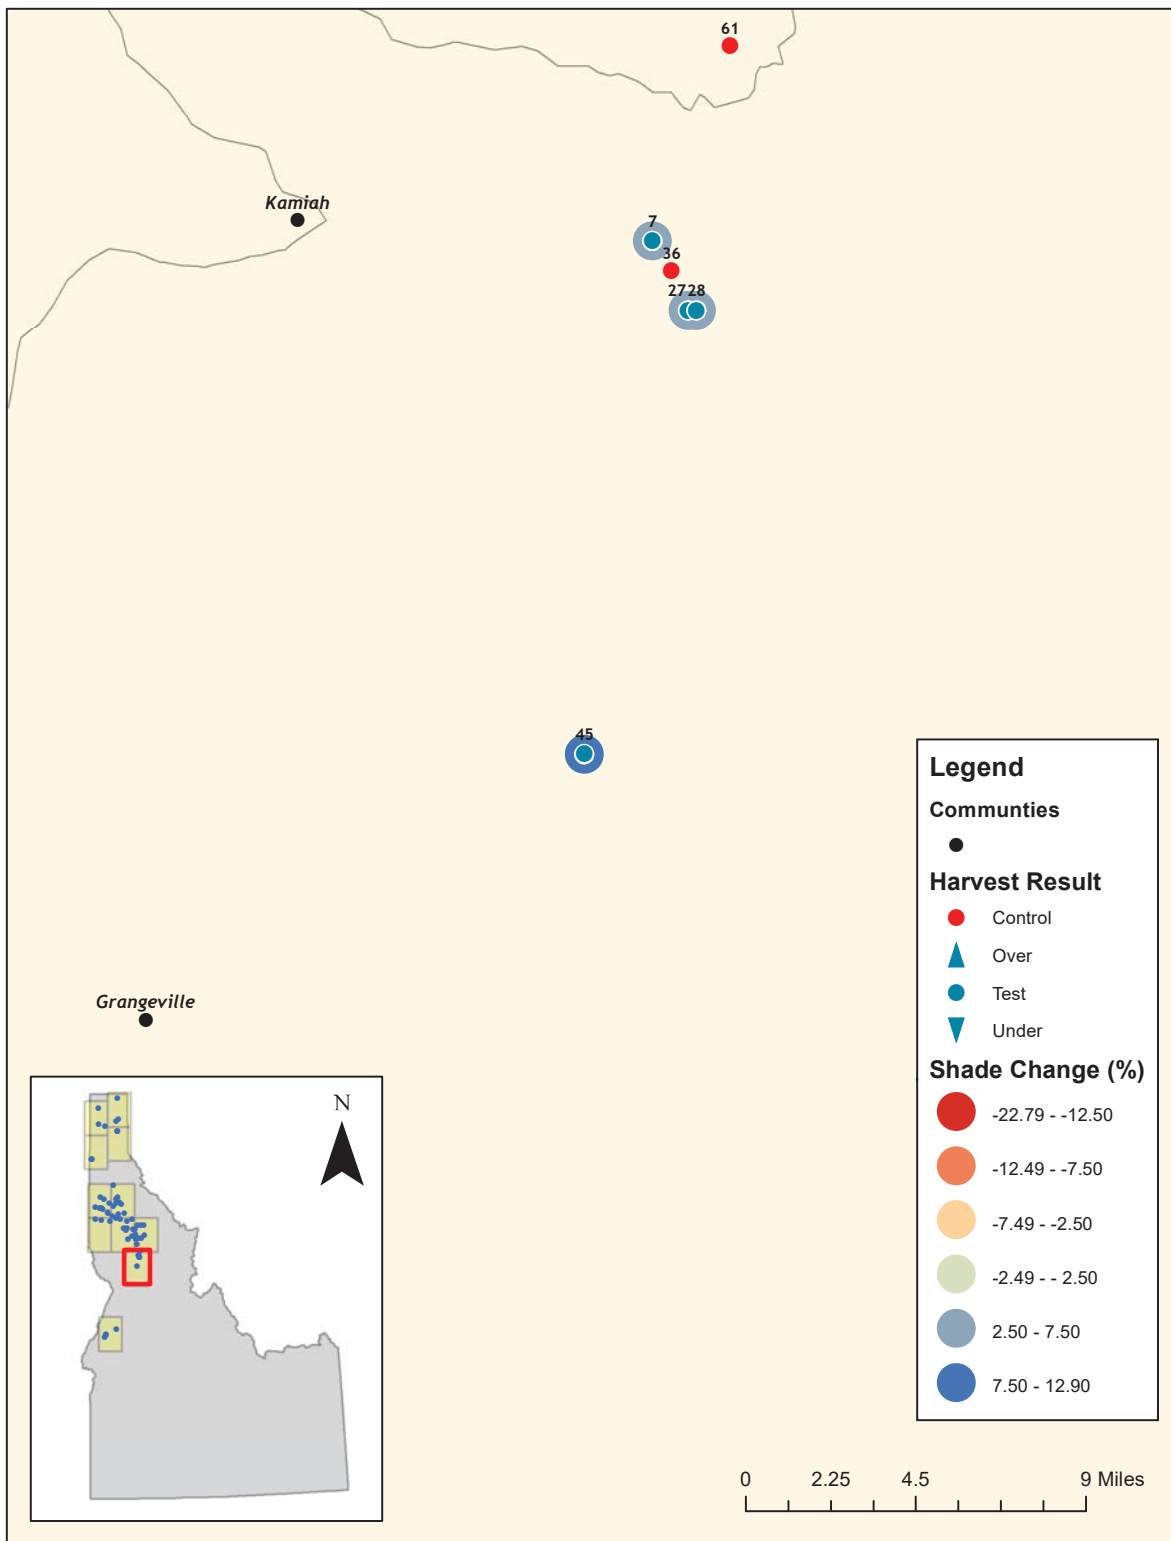 61
Kamiah
7
36
2728
45
Grangeville
Legend
Communties
Harvest Result
Control
Over
Test
Under
Shade Change (%)
-22.79 - -12.50
-12.49 - -7.50
-7.49 - -2.50
-2.49 - - 2.50
2.50 - 7.50
7.50 - 12.90
N
0 2.25 4.5 9 Miles